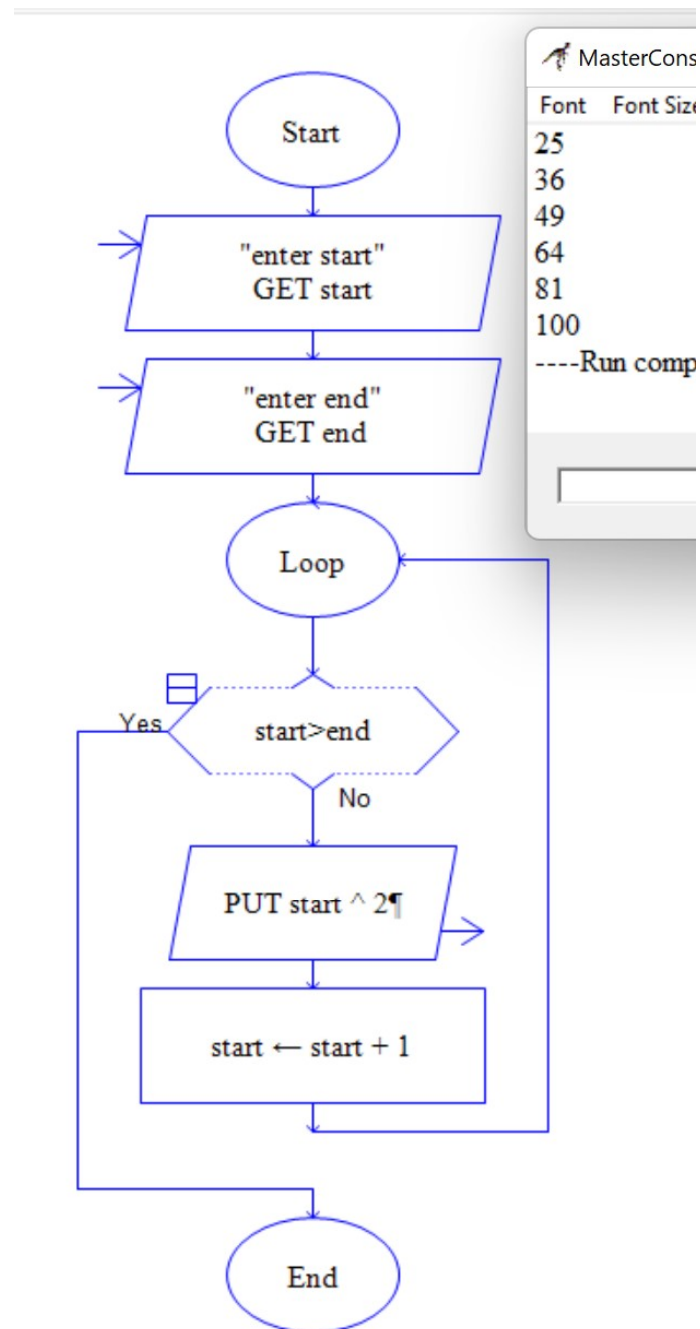 Start
"enter start"
GET start
"enter end"
GET end
Loop
Yes
start>end
No
PUT start ^ 2¶
start ← start + 1
End
MasterCons
Font Font Size
25
36
49
64
81
100
----Run comp